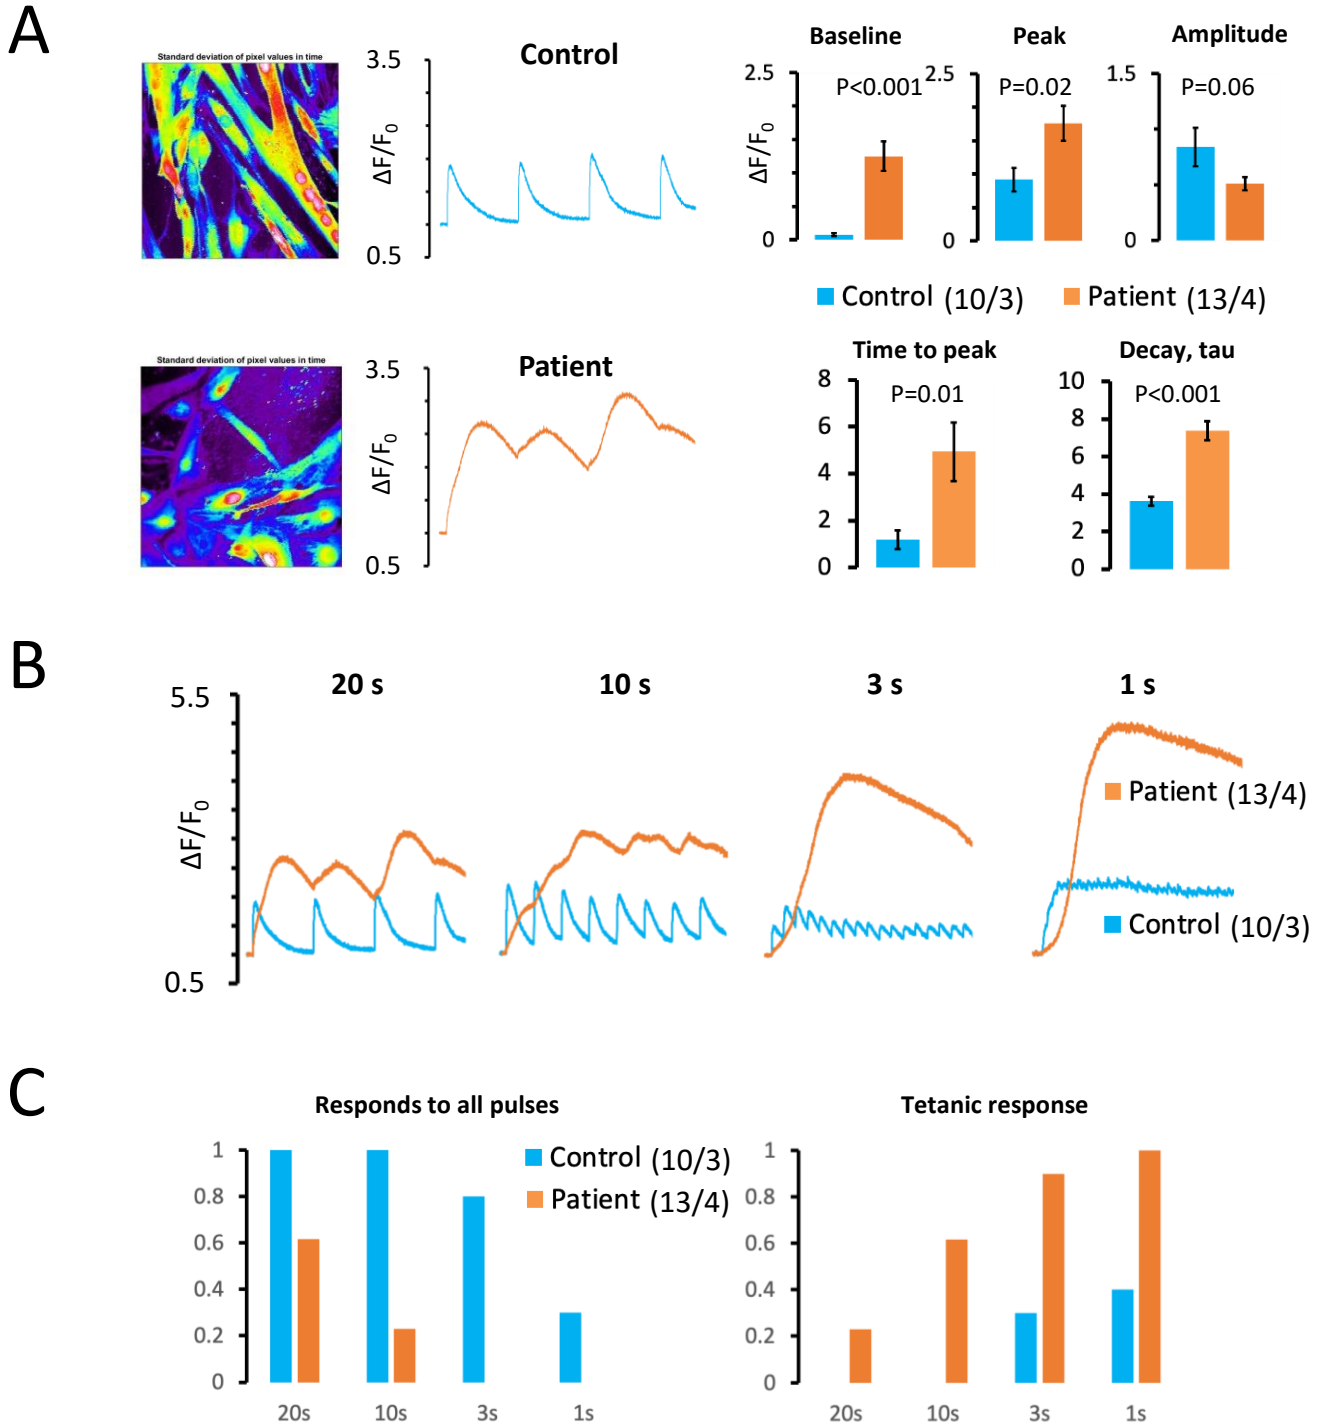 A
Standard deviation of pixel values in time
3.5
ΔF/F0
0.5
Control
Baseline
2.5
ΔF/F0
0
P<0.001
Peak
2.5
0
P=0.02
Amplitude
1.5
0
P=0.06
Control (10/3)
Patient (13/4)
Standard deviation of pixel values in time
3.5
ΔF/F0
0.5
Patient
Time to peak
8
6
4
2
0
P=0.01
Decay, tau
10
8
6
4
2
0
P<0.001
B
5.5
ΔF/F0
0.5
20 s
10 s
3 s
1 s
Patient (13/4)
Control (10/3)
C
Responds to all pulses
1
0.8
0.6
0.4
0.2
0
20s
10s
3s
1s
Control (10/3)
Patient (13/4)
Tetanic response
1
0.8
0.6
0.4
0.2
0
20s
10s
3s
1s